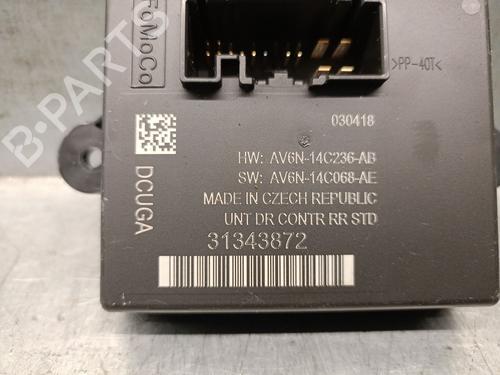 FoMoCo
>PP-40T<
030418
DCUGA
HW: AV6N-14C236-AB
SW: AV6N-14C068-AE
MADE IN CZECH REPUBLIC
UNT DR CONTR RR STD
31343872
B-PARTS